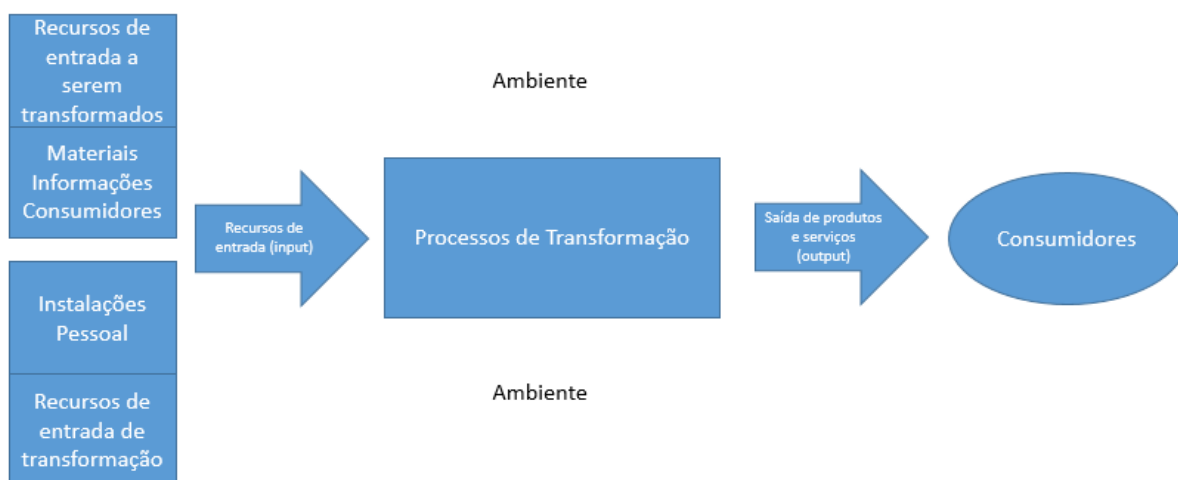 Recursos de
entrada a
serem
transformados
Materiais
Informações
Consumidores
Instalações
Pessoal
Recursos de
entrada de
transformação
Recursos de
entrada (input)
Ambiente
Processos de Transformação
Ambiente
Saída de produtos
e serviços
(output)
Consumidores